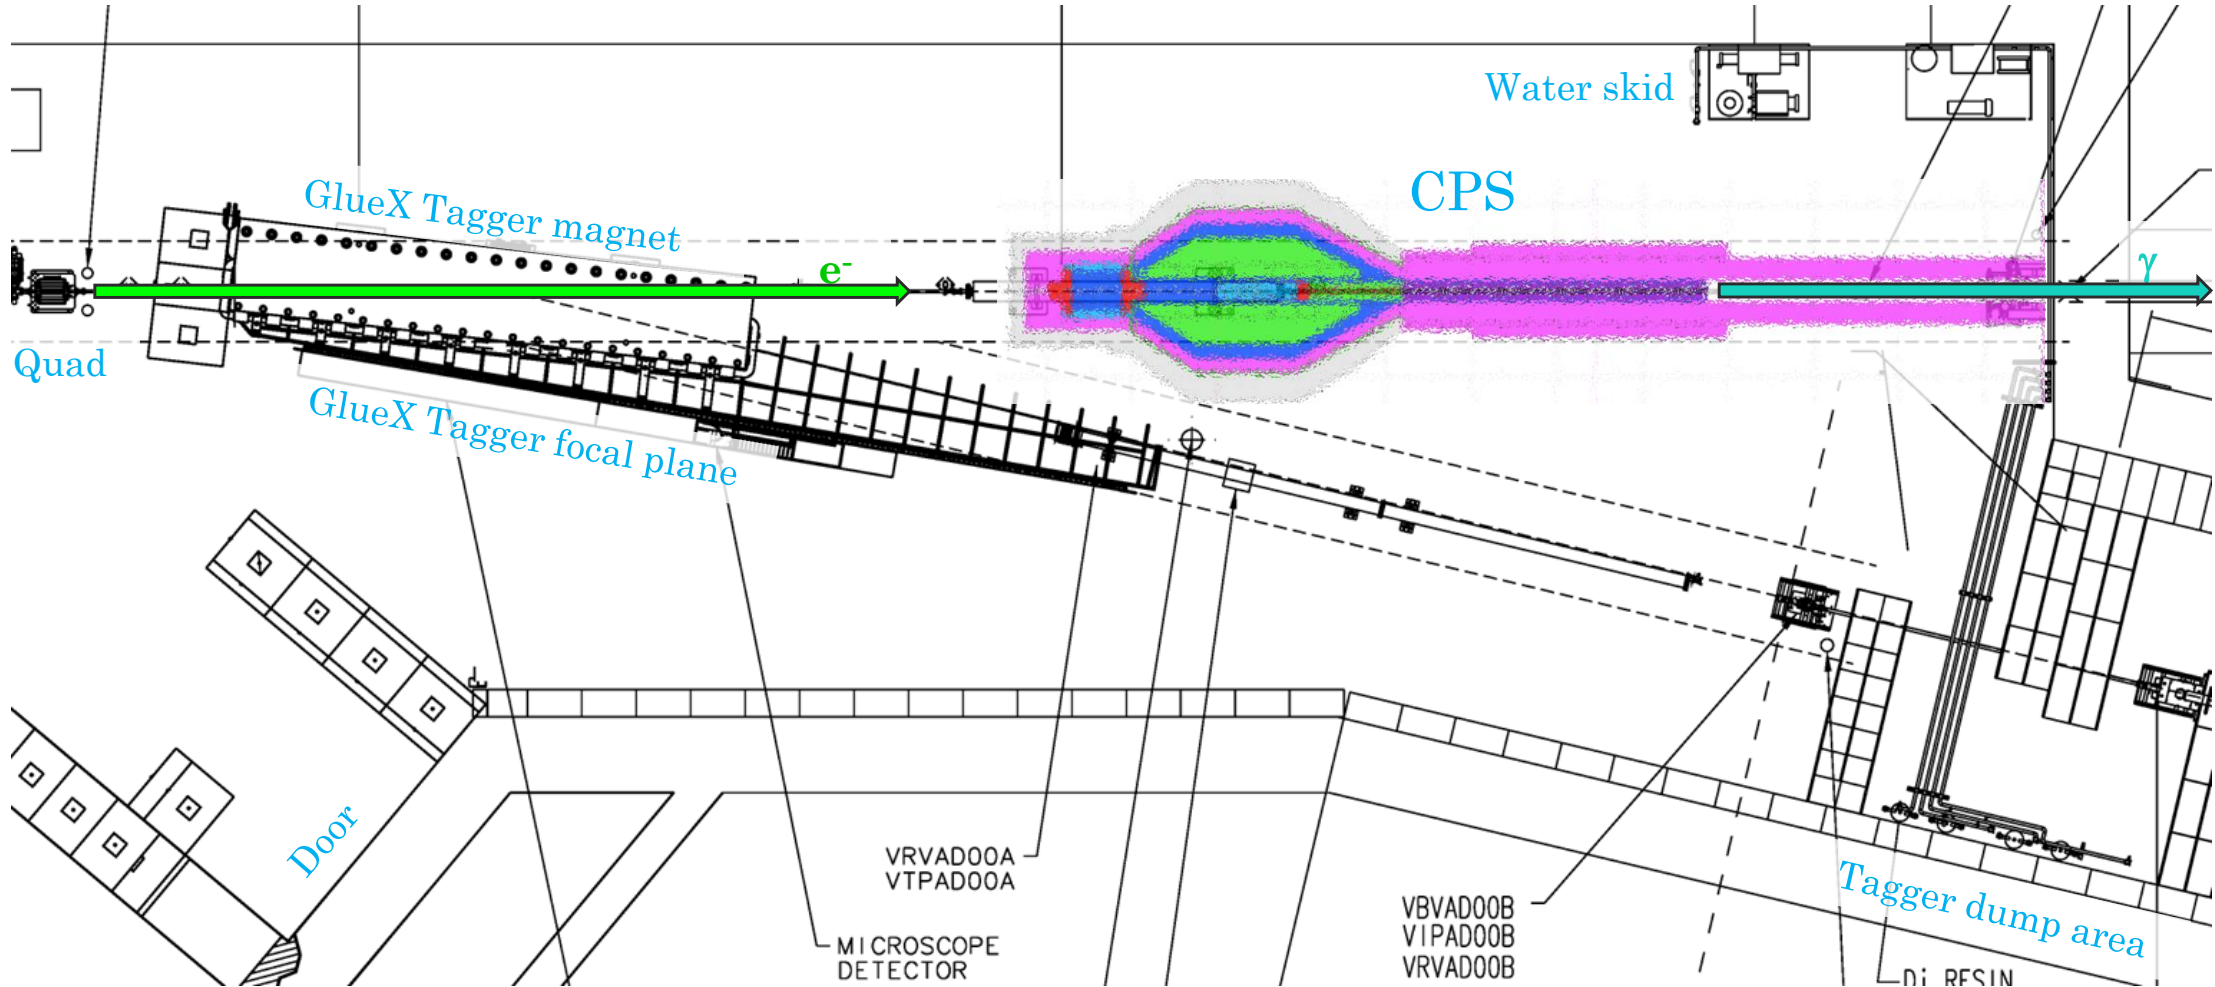 Water skid
CPS
GlueX Tagger magnet
e-
γ
Quad
GlueX Tagger focal plane
Door
VRVAD00A
VTPAD00A
MICROSCOPE
DETECTOR
VBVAD00B
VIPAD00B
VRVAD00B
Tagger dump area
Di RESIN